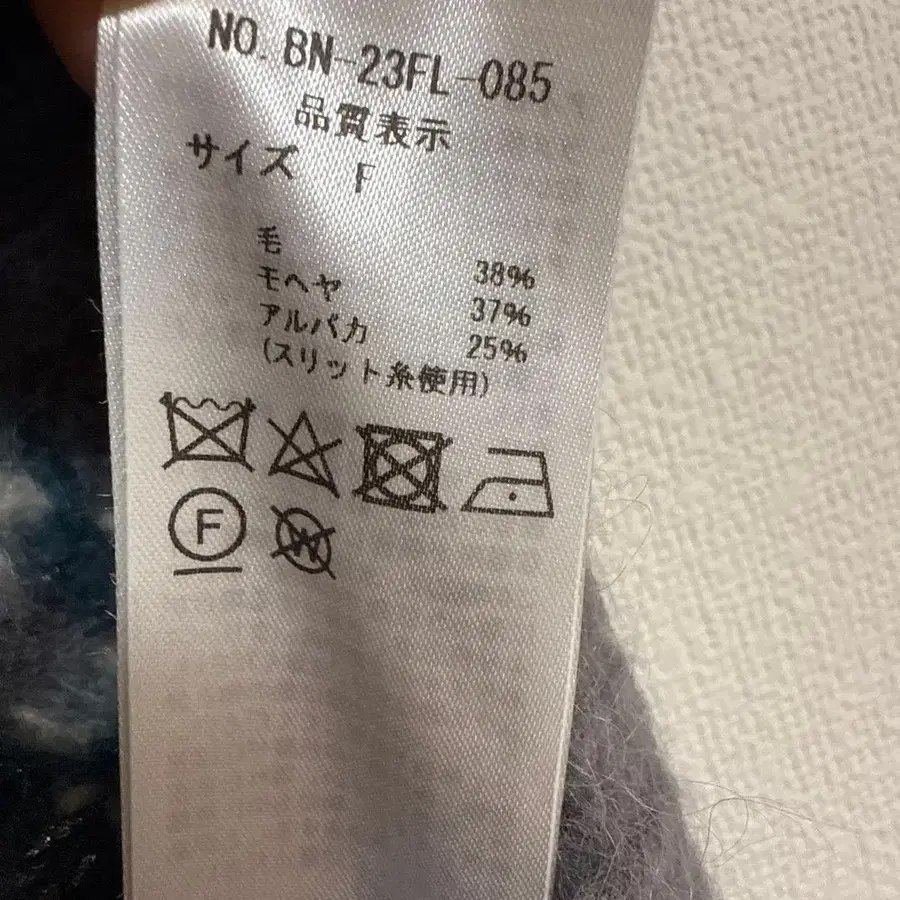 NO. BN-23FL-085
品質表示
サイズ F
毛 38%
モヘヤ 37%
アルパカ 25%
(スリット糸使用)
F W